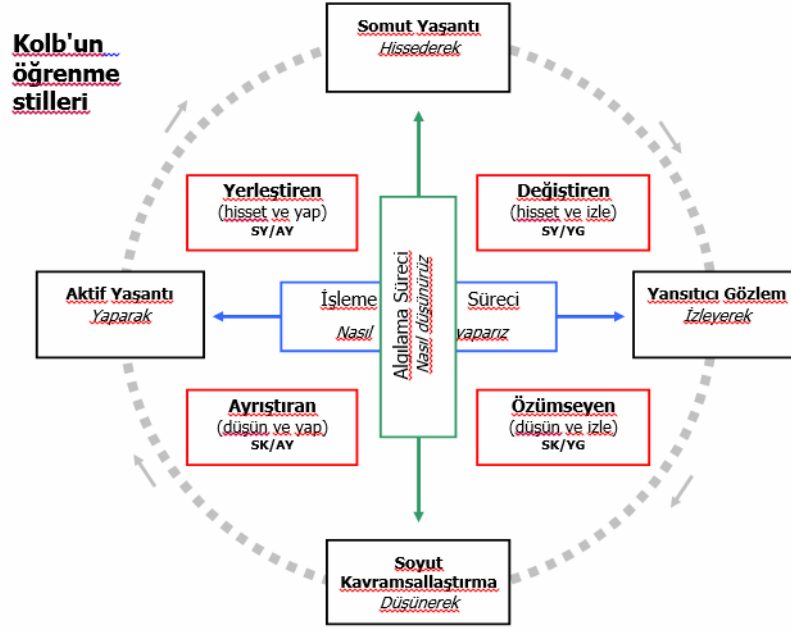 Kolb'un
öğrenme
stilleri
Somut Yaşantı
Hissederek
Yerleştiren
(hisset ve yap)
SY/AY
Değiştiren
(hisset ve izle)
SY/YG
Aktif Yaşantı
Yaparak
İşleme Süreci
Nasıl yaparız
Algılama Süreci
Nasıl düşünürüz
Yansıtıcı Gözlem
İzleyerek
Ayrıştıran
(düşün ve yap)
SK/AY
Özümseyen
(düşün ve izle)
SK/YG
Soyut
Kavramsallaştırma
Düşünerek